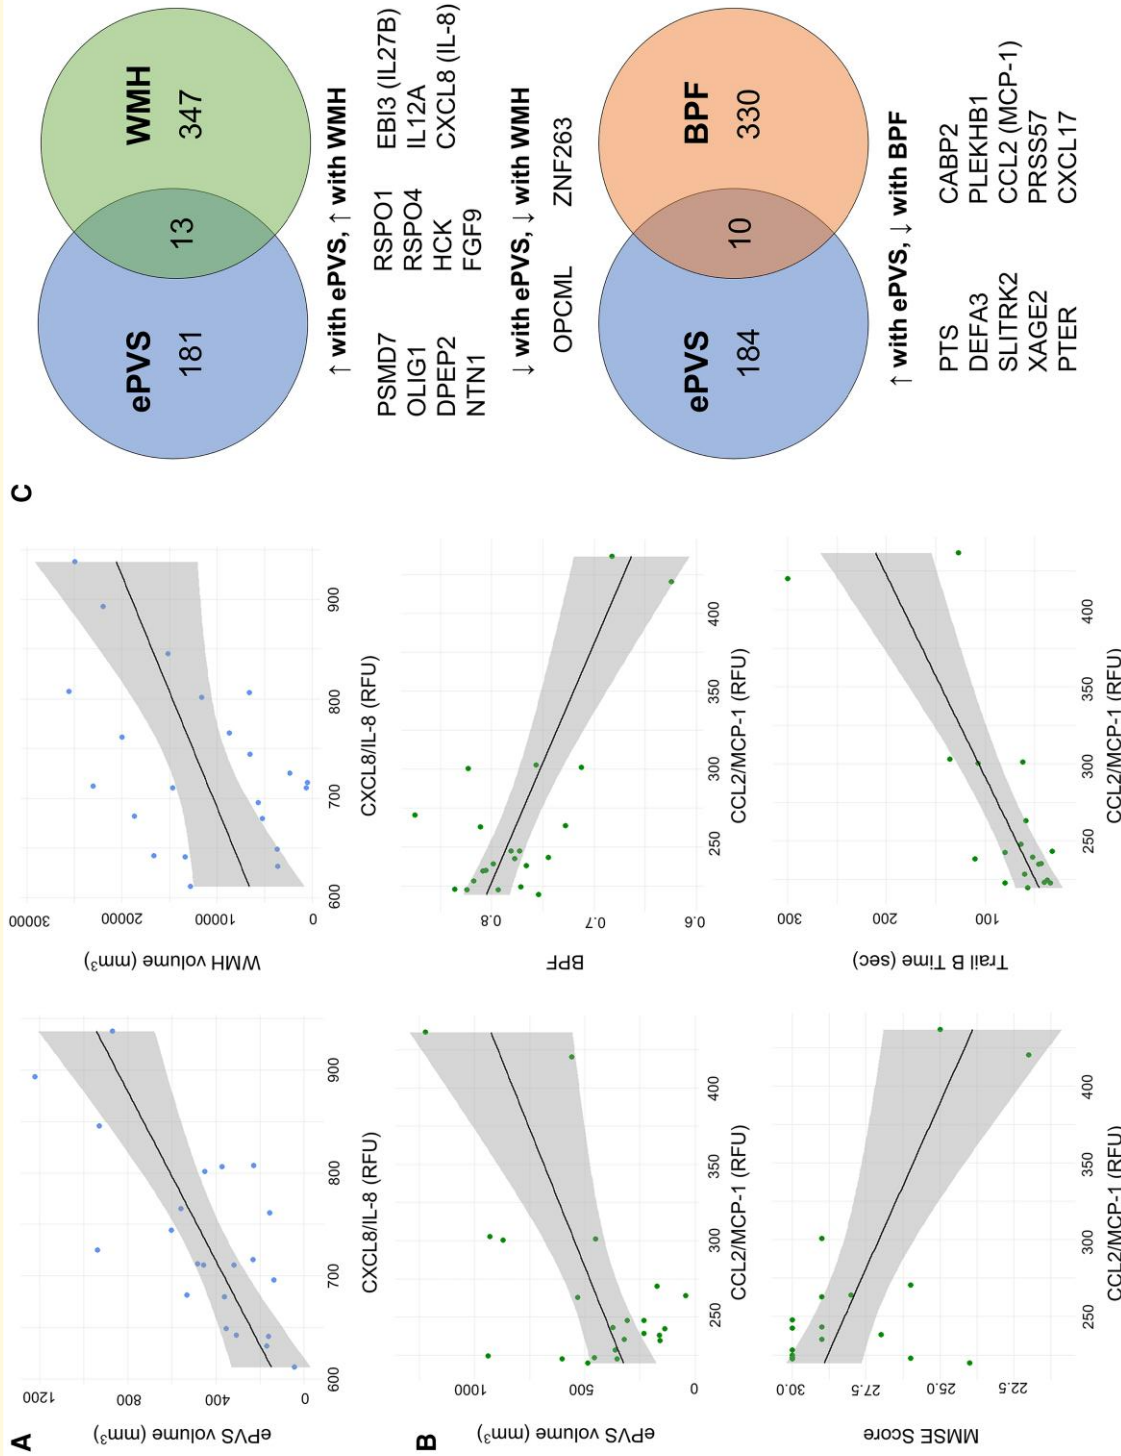 A
ePVS volume (mm³)
1200
800
400
0
600
700
800
900
CXCL8/IL-8 (RFU)
WMH volume (mm³)
30000
20000
10000
0
600
700
800
900
CXCL8/IL-8 (RFU)
B
ePVS volume (mm³)
1000
500
0
250
300
350
400
CCL2/MCP-1 (RFU)
BPF
0.8
0.7
0.6
250
300
350
400
CCL2/MCP-1 (RFU)
MMSE Score
30.0
27.5
25.0
22.5
250
300
350
400
CCL2/MCP-1 (RFU)
Trail B Time (sec)
300
200
100
250
300
350
400
CCL2/MCP-1 (RFU)
C
ePVS WMH
181 13 347
↑ with ePVS, ↑ with WMH
PSMD7 RSPO1 EBI3 (IL27B)
OLIG1 RSPO4 IL12A
DPEP2 HCK CXCL8 (IL-8)
NTN1 FGF9
↓ with ePVS, ↓ with WMH
OPCML ZNF263
ePVS BPF
184 10 330
↑ with ePVS, ↓ with BPF
PTS CABP2
DEFA3 PLEKHB1
SLITRK2 CCL2 (MCP-1)
XAGE2 PRSS57
PTER CXCL17